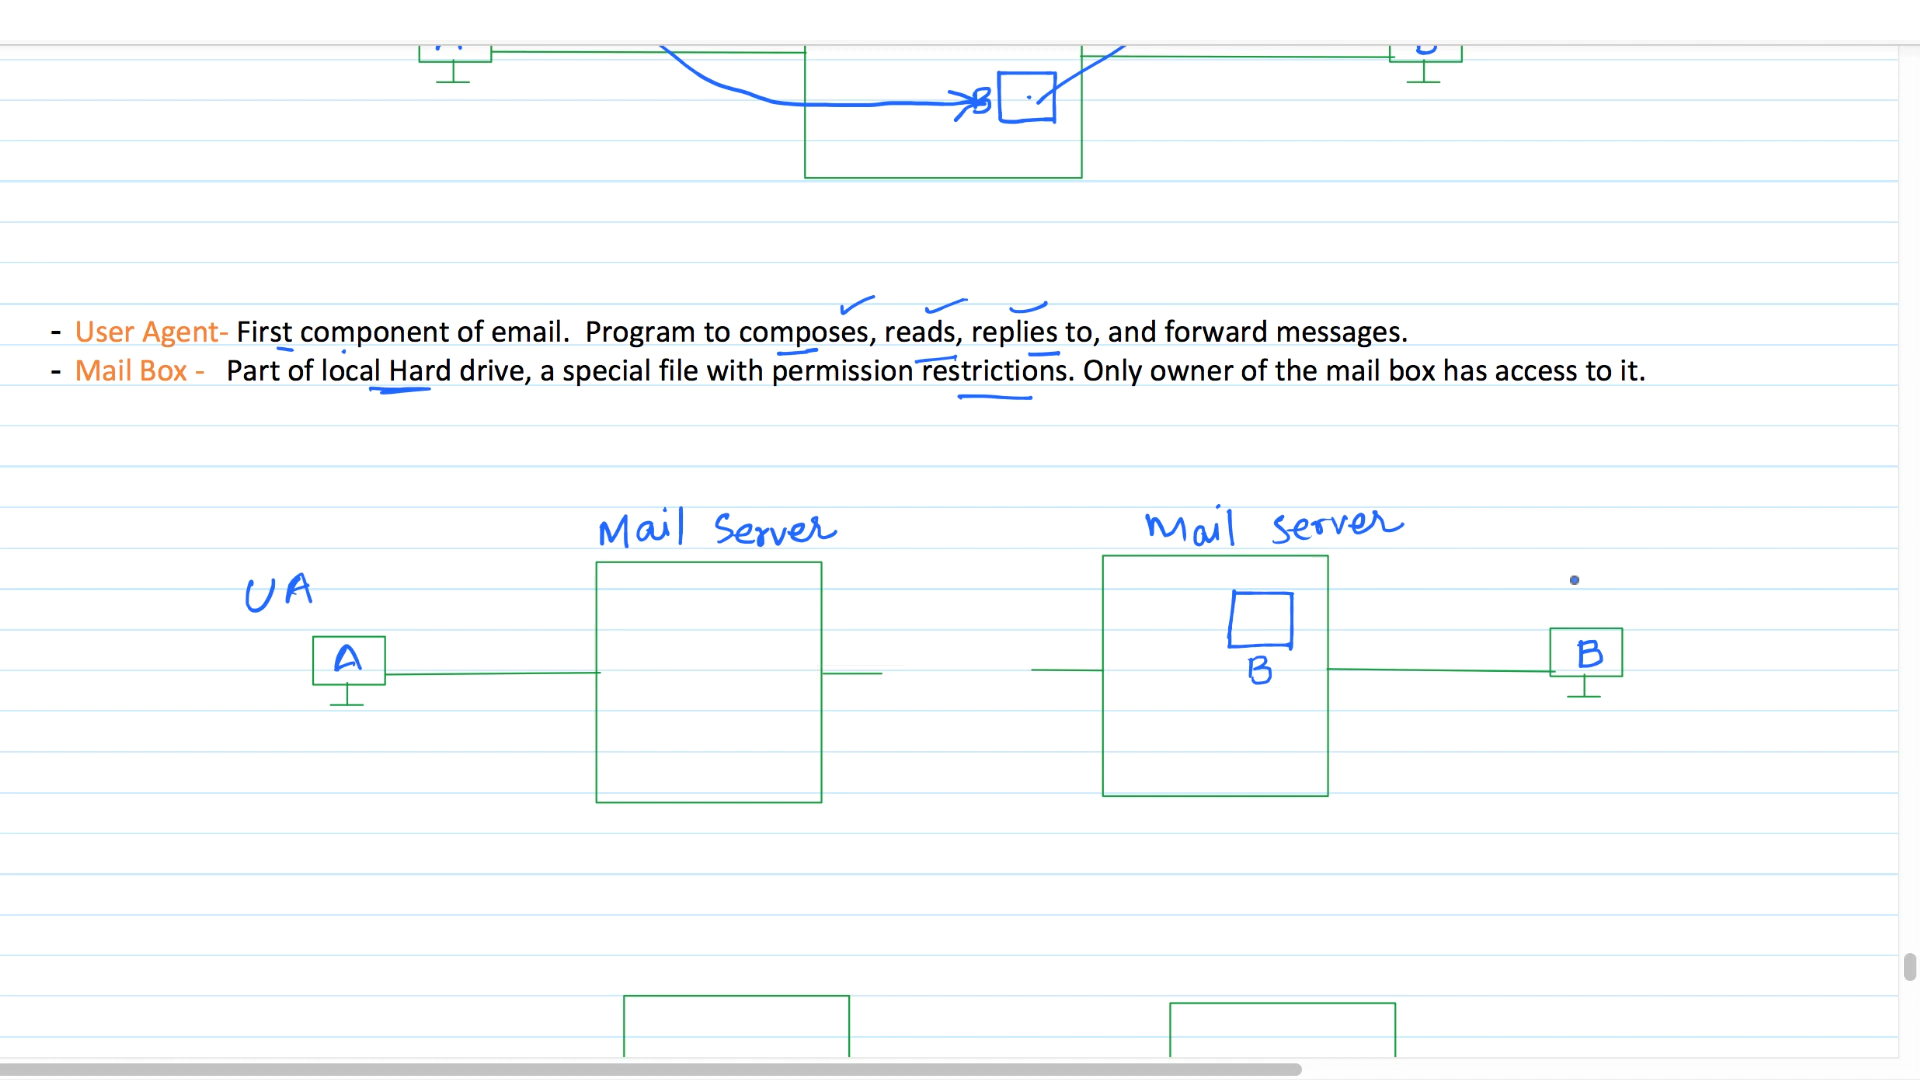 B
- User Agent- First component of email. Program to composes, reads, replies to, and forward messages.
- Mail Box - Part of local Hard drive, a special file with permission restrictions. Only owner of the mail box has access to it.
Mail Server Mail server
UA
A B B